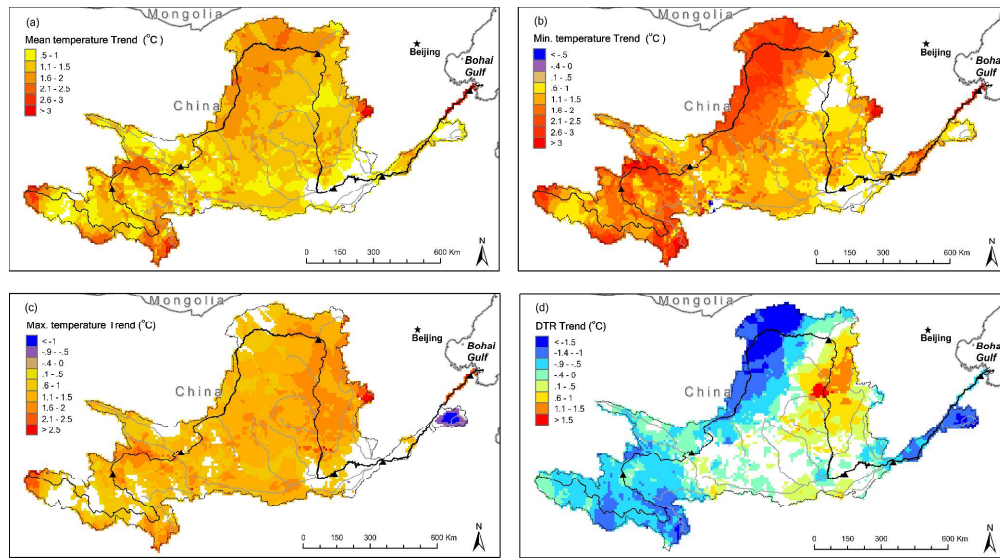 (a)
Mongolia
Mean temperature Trend (°C)
.5 - 1
1.1 - 1.5
1.6 - 2
2.1 - 2.5
2.6 - 3
> 3
China
Beijing
Bohai
Gulf
0 150 300 600 Km
N
(b)
Mongolia
Min. temperature Trend (°C)
< -.5
-.4 - 0
.1 - .5
.6 - 1
1.1 - 1.5
1.6 - 2
2.1 - 2.5
2.6 - 3
> 3
China
Beijing
Bohai
Gulf
0 150 300 600 Km
N
(c)
Mongolia
Max. temperature Trend (°C)
< -1
-.9 - -.5
-.4 - 0
.1 - .5
.6 - 1
1.1 - 1.5
1.6 - 2
2.1 - 2.5
> 2.5
China
Beijing
Bohai
Gulf
0 150 300 600 Km
N
(d)
Mongolia
DTR Trend (°C)
< -1.5
-1.4 - -1
-.9 - -.5
-.4 - 0
.1 - .5
.6 - 1
1.1 - 1.5
> 1.5
China
Beijing
Bohai
Gulf
0 150 300 600 Km
N